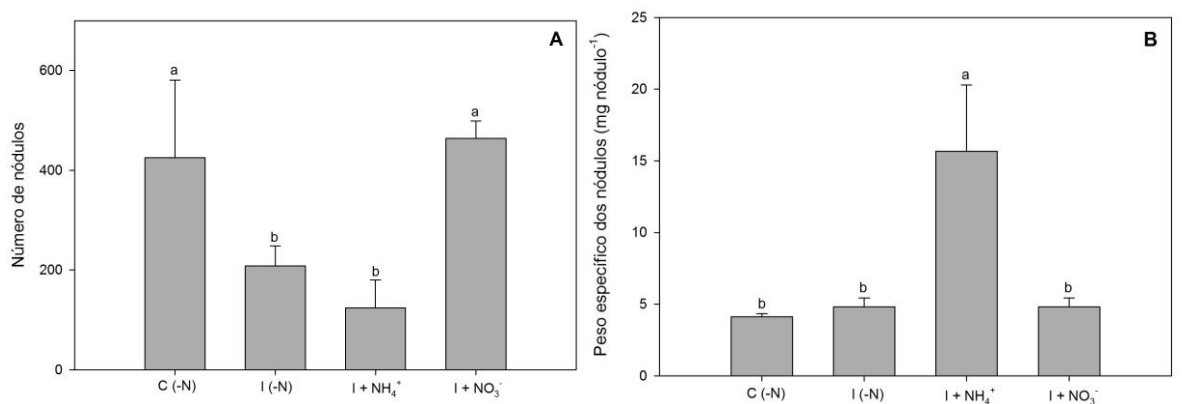 A
Número de nódulos
600
400
200
0
a
b
b
a
C (-N)
I (-N)
I + NH₄⁺
I + NO₃⁻
B
Peso específico dos nódulos (mg nódulo⁻¹)
25
20
15
10
5
0
b
b
a
b
C (-N)
I (-N)
I + NH₄⁺
I + NO₃⁻